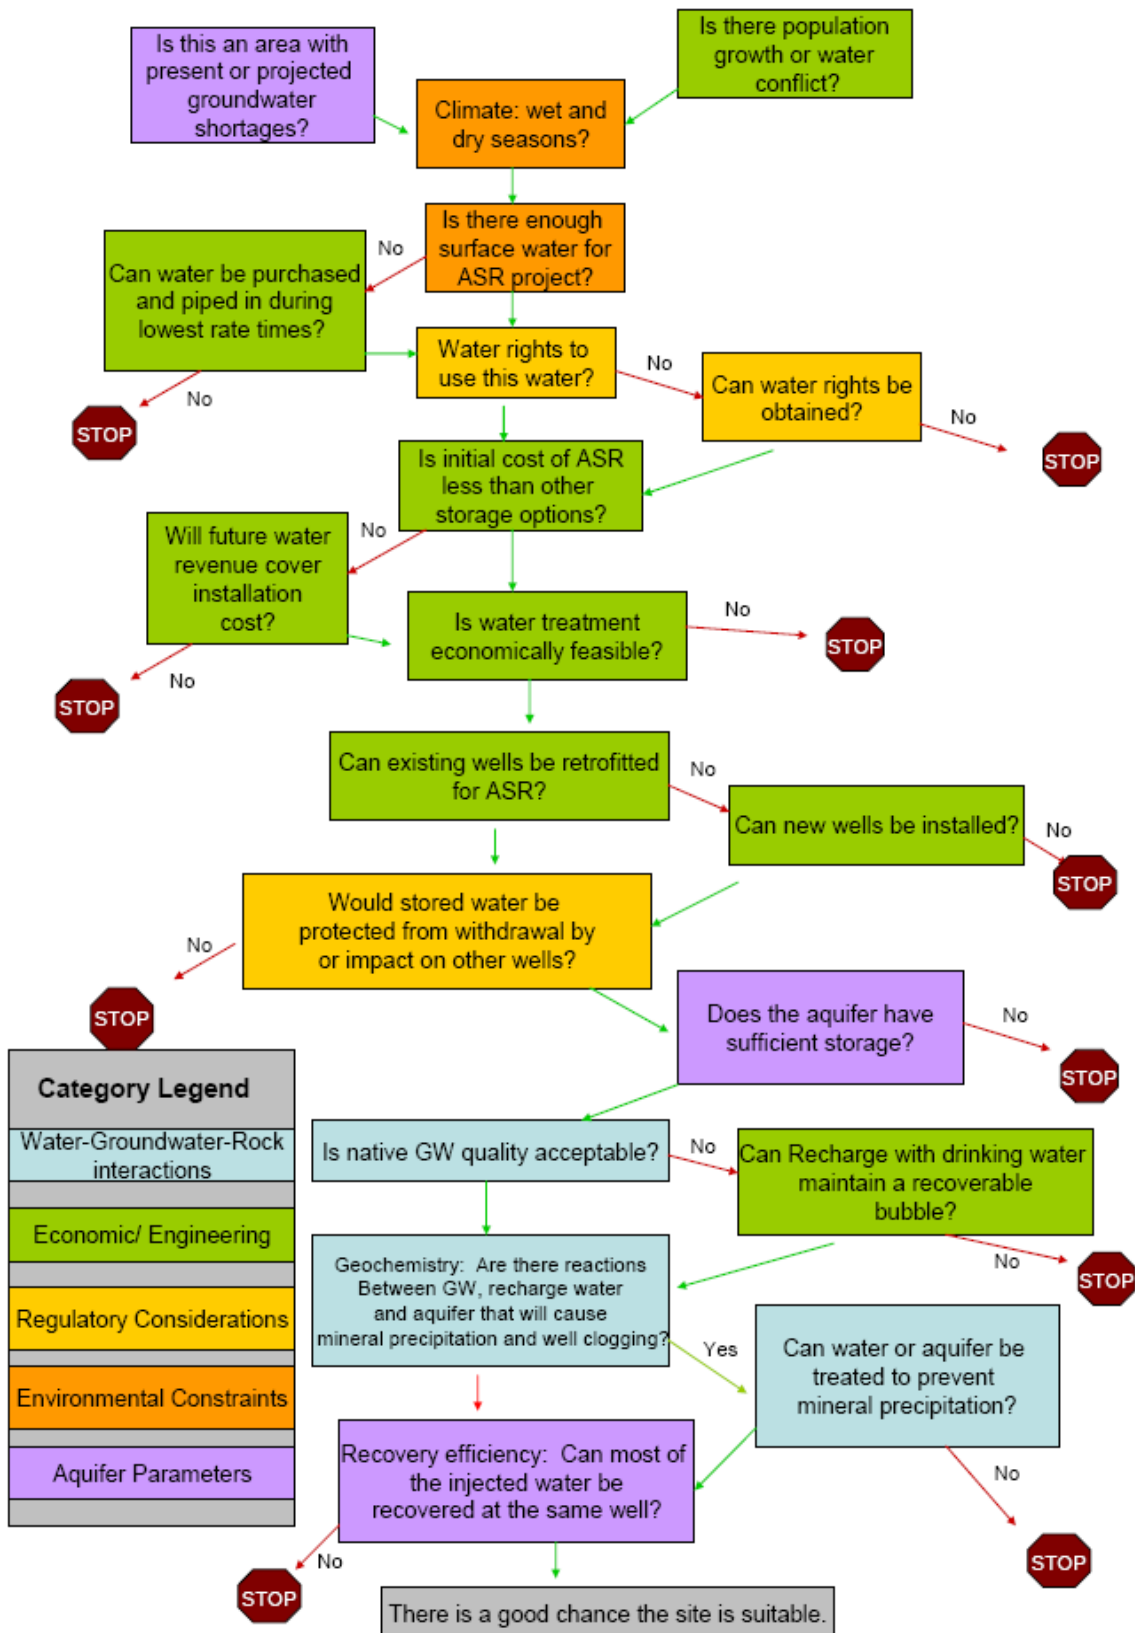 Is this an area with
present or projected
groundwater
shortages?
Is there population
growth or water
conflict?
Climate: wet and
dry seasons?
Is there enough
surface water for
ASR project?
No
Can water be purchased
and piped in during
lowest rate times?
No
STOP
Water rights to
use this water?
No
Can water rights be
obtained?
No
STOP
Is initial cost of ASR
less than other
storage options?
No
Will future water
revenue cover
installation
cost?
No
STOP
Is water treatment
economically feasible?
No
STOP
Can existing wells be retrofitted
for ASR?
No
Can new wells be installed?
No
STOP
Would stored water be
protected from withdrawal by
or impact on other wells?
No
STOP
Does the aquifer have
sufficient storage?
No
STOP
Is native GW quality acceptable?
No
Can Recharge with drinking water
maintain a recoverable
bubble?
No
STOP
Geochemistry: Are there reactions
Between GW, recharge water
and aquifer that will cause
mineral precipitation and well clogging?
Yes
Can water or aquifer be
treated to prevent
mineral precipitation?
No
STOP
Recovery efficiency: Can most of
the injected water be
recovered at the same well?
No
STOP
There is a good chance the site is suitable.
Category Legend
Water-Groundwater-Rock
interactions
Economic/ Engineering
Regulatory Considerations
Environmental Constraints
Aquifer Parameters